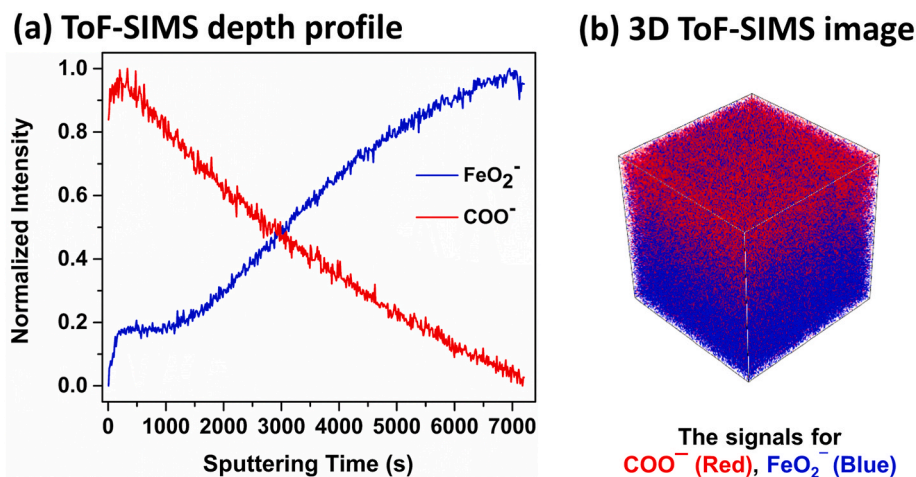 (a) ToF-SIMS depth profile
1.0
0.8
0.6
0.4
0.2
0.0
Normalized Intensity
FeO₂⁻
COO⁻
0 1000 2000 3000 4000 5000 6000 7000
Sputtering Time (s)
(b) 3D ToF-SIMS image
The signals for
COO⁻ (Red), FeO₂⁻ (Blue)